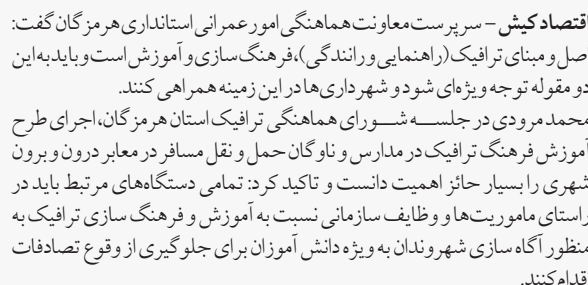 اقتصاد کیش – سرپرست معاونت هماهنگی امور عمرانی استانداری هرمزگان گفت:
اصل و مبنای ترافیک (راهنمایی ورانندگی)، فرهنگ سازی و آموزش است و باید به این
دو مقوله توجه ویژه‌ای شود و شهرداری‌ها در این زمینه همراهی کنند.
محمد مرودی در جلسه شورای هماهنگی ترافیک استان هرمزگان، اجرای طرح
آموزش فرهنگ ترافیک در مدارس و ناوگان حمل و نقل مسافر در معابر درون و برون
شهری را بسیار حائز اهمیت دانست و تاکید کرد: تمامی دستگاه‌های مرتبط باید در
راستای ماموریت‌ها و وظایف سازمانی نسبت به آموزش و فرهنگ سازی ترافیک به
منظور آگاه سازی شهروندان به ویژه دانش آموزان برای جلوگیری از وقوع تصادفات
اقدام کنند.